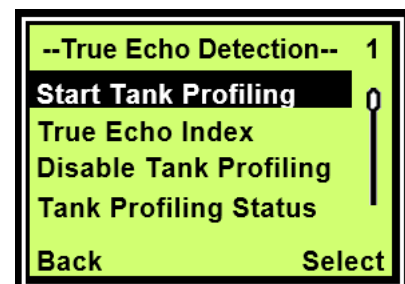 --True Echo Detection-- 1
Start Tank Profiling
True Echo Index
Disable Tank Profiling
Tank Profiling Status
Back Select